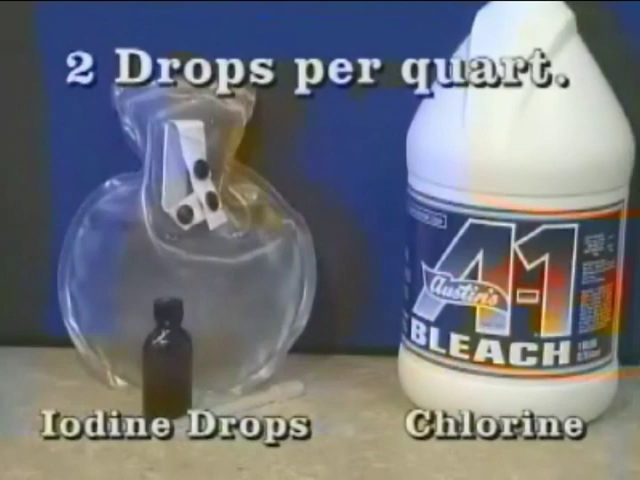 2 Drops per quart.
Austin's
A-1
BLEACH
Iodine Drops
Chlorine